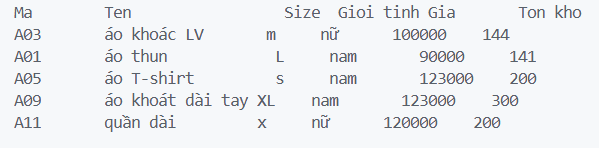 Ma Ten Size Gioi tinh Gia Ton kho
A03 áo khoác LV m nữ 100000 144
A01 áo thun L nam 90000 141
A05 áo T-shirt s nam 123000 200
A09 áo khoát dài tay XL nam 123000 300
A11 quần dài x nữ 120000 200